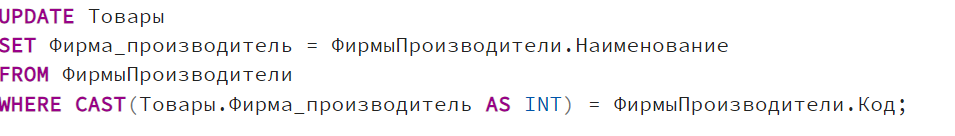 UPDATE Товары
SET Фирма_производитель = ФирмыПроизводители.Наименование
FROM ФирмыПроизводители
WHERE CAST(Товары.Фирма_производитель AS INT) = ФирмыПроизводители.Код;